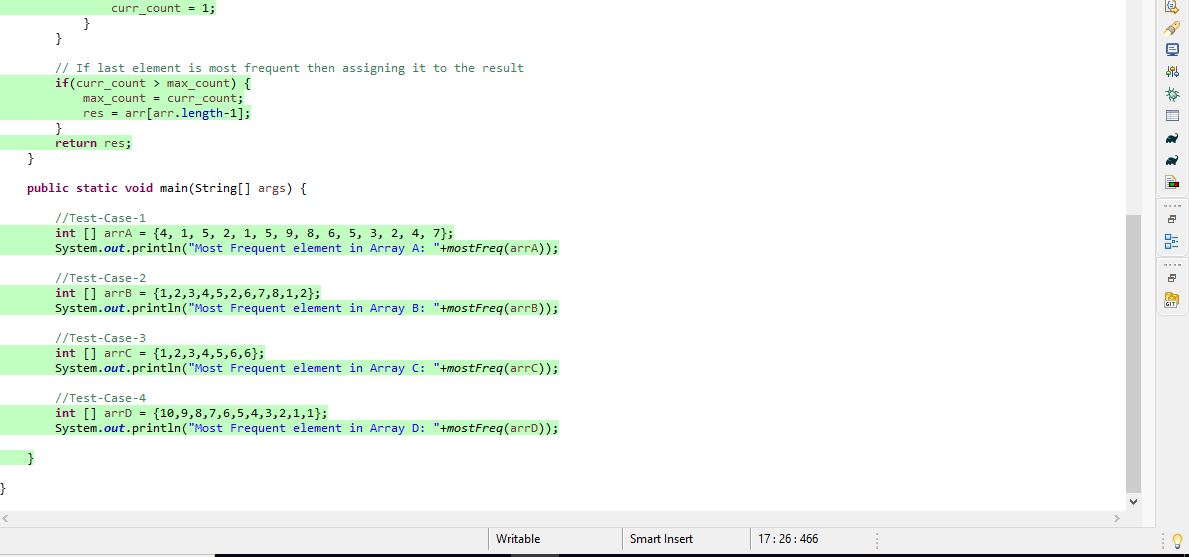 curr_count = 1;
}
}
// If last element is most frequent then assigning it to the result
if(curr_count > max_count) {
max_count = curr_count;
res = arr[arr.length-1];
}
return res;
}
public static void main(String[] args) {
//Test-Case-1
int [] arrA = {4, 1, 5, 2, 1, 5, 9, 8, 6, 5, 3, 2, 4, 7};
System.out.println("Most Frequent element in Array A: "+mostFreq(arrA));
//Test-Case-2
int [] arrB = {1,2,3,4,5,2,6,7,8,1,2};
System.out.println("Most Frequent element in Array B: "+mostFreq(arrB));
//Test-Case-3
int [] arrC = {1,2,3,4,5,6,6};
System.out.println("Most Frequent element in Array C: "+mostFreq(arrC));
//Test-Case-4
int [] arrD = {10,9,8,7,6,5,4,3,2,1,1};
System.out.println("Most Frequent element in Array D: "+mostFreq(arrD));
}
}
GIT
Writable Smart Insert 17 : 26 : 466